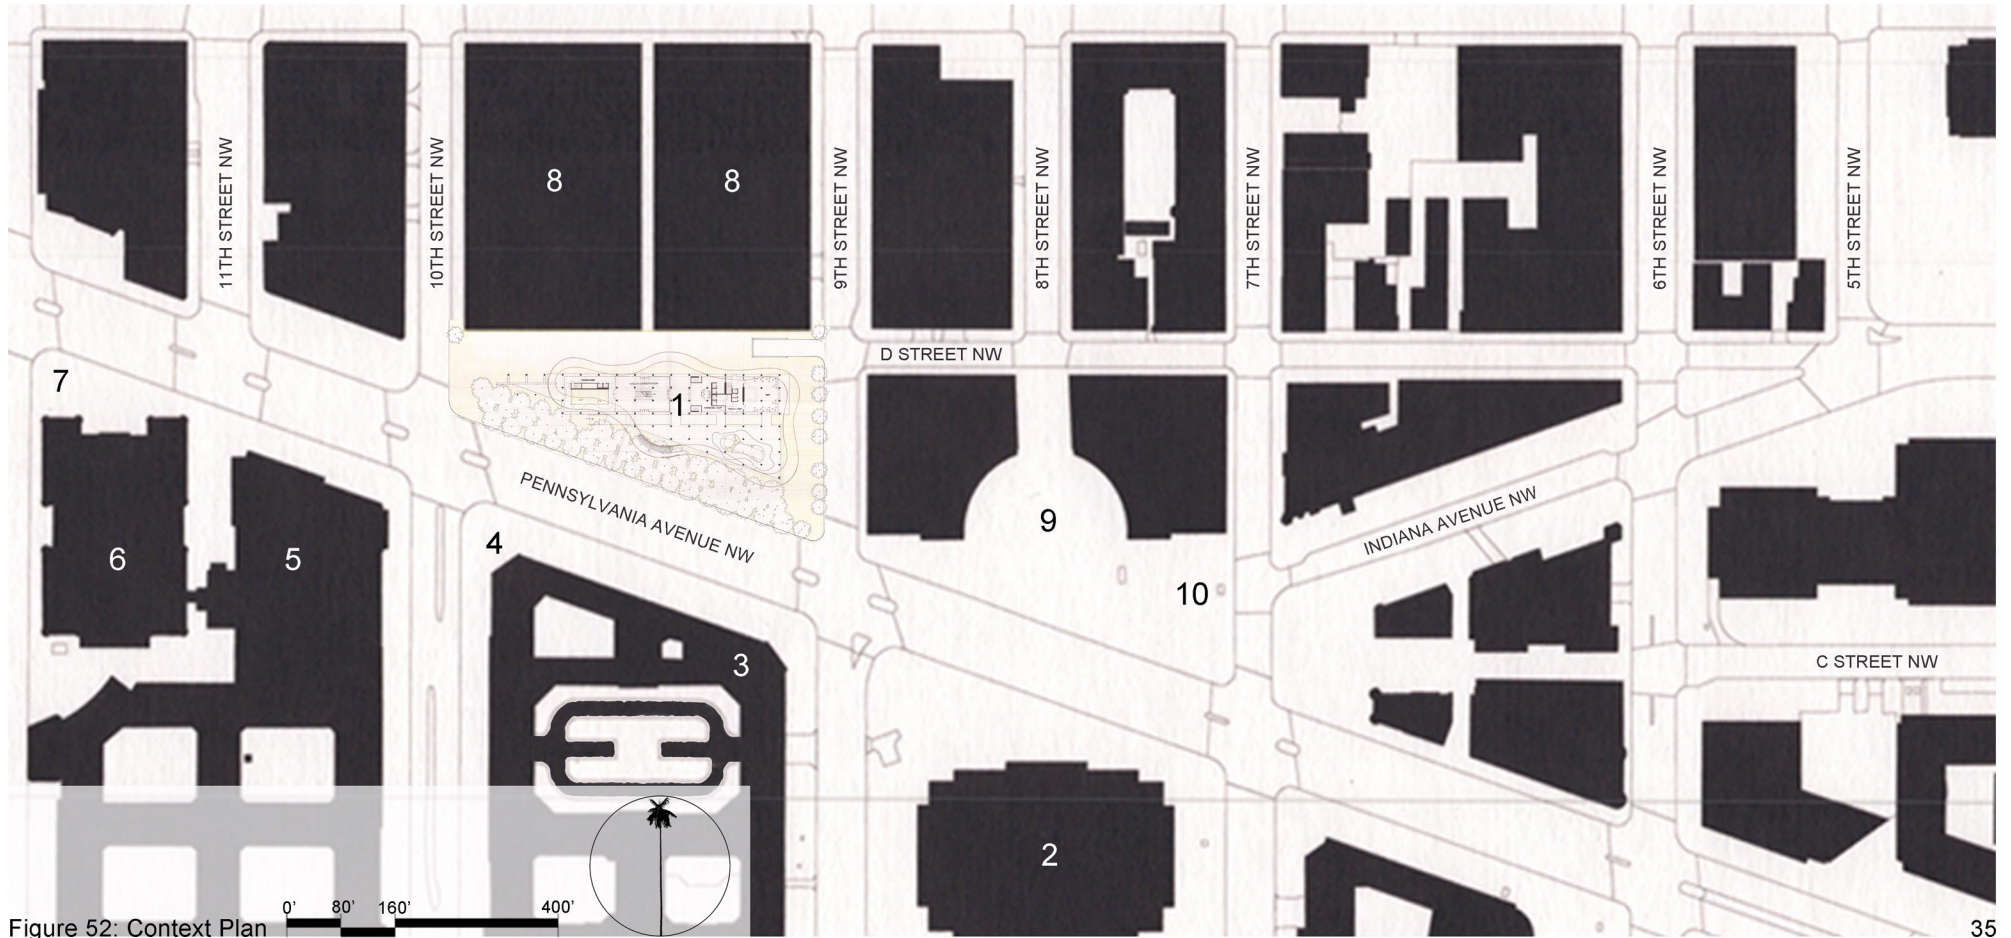 11TH STREET NW
10TH STREET NW
8
8
9TH STREET NW
8TH STREET NW
7TH STREET NW
6TH STREET NW
5TH STREET NW
D STREET NW
7
1
PENNSYLVANIA AVENUE NW
9
INDIANA AVENUE NW
4
6
5
10
3
C STREET NW
2
0' 80' 160' 400'
Figure 52: Context Plan
35